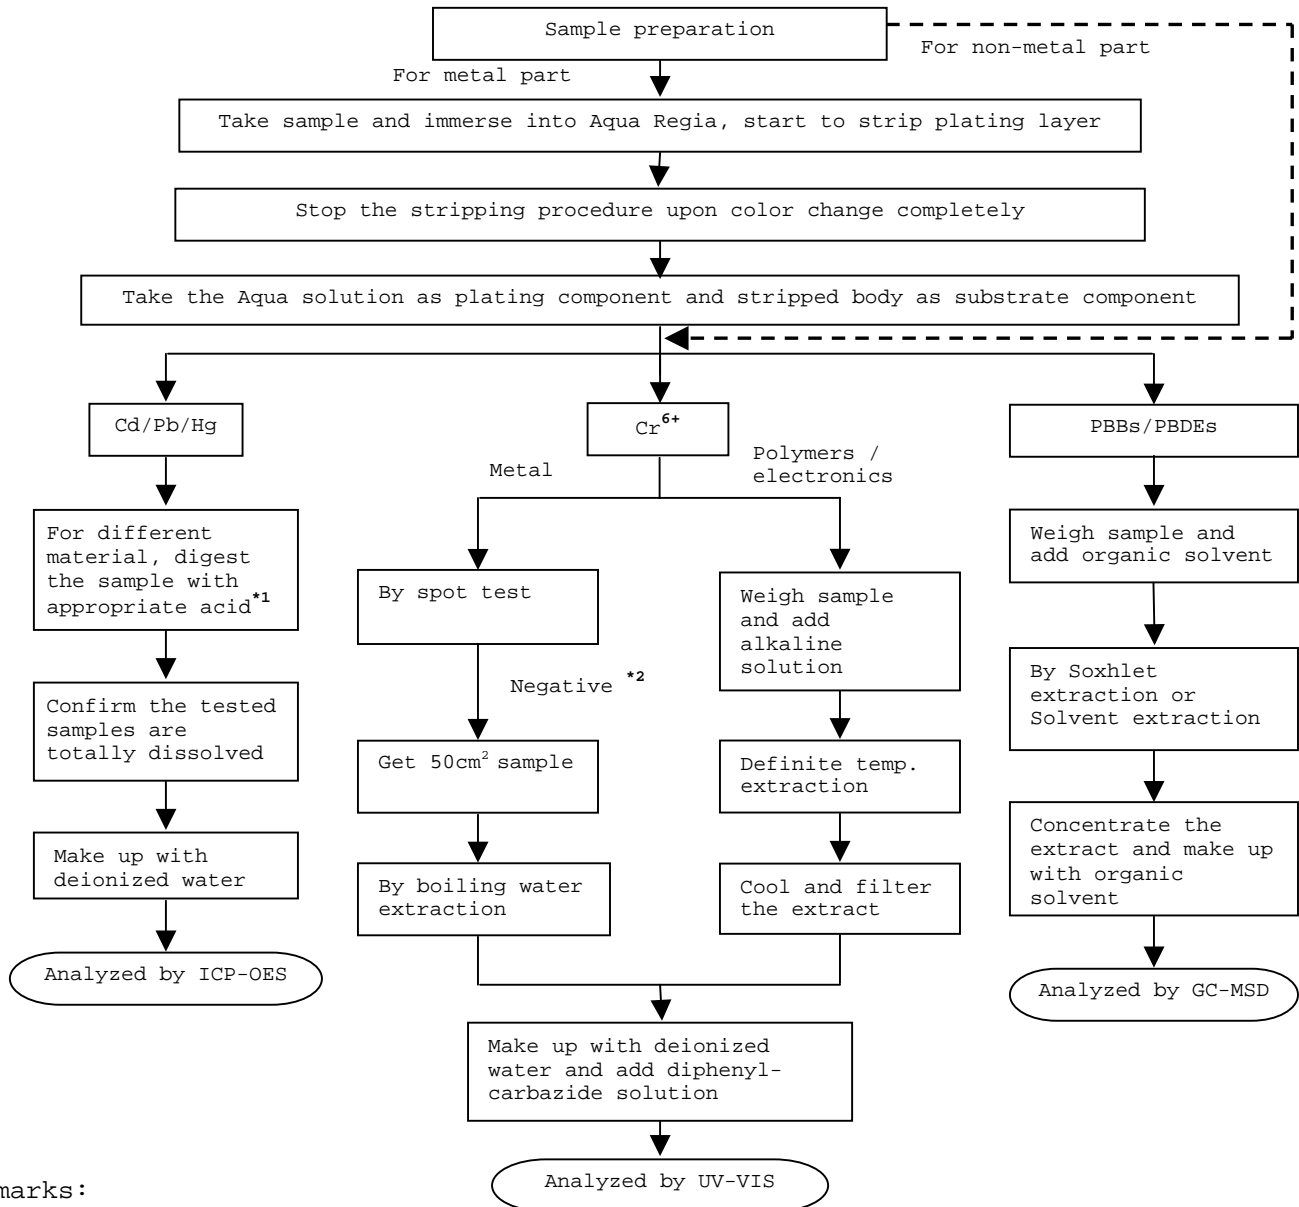 Sample preparation
For non-metal part
For metal part
Take sample and immerse into Aqua Regia, start to strip plating layer
Stop the stripping procedure upon color change completely
Take the Aqua solution as plating component and stripped body as substrate component
Cd/Pb/Hg
For different
material, digest
the sample with
appropriate acid*1
Confirm the tested
samples are
totally dissolved
Make up with
deionized water
Analyzed by ICP-OES
Cr6+
Metal
By spot test
Negative *2
Get 50cm2 sample
By boiling water
extraction
Polymers /
electronics
Weigh sample
and add
alkaline
solution
Definite temp.
extraction
Cool and filter
the extract
Make up with deionized
water and add diphenyl-
carbazide solution
Analyzed by UV-VIS
PBBs/PBDEs
Weigh sample and
add organic solvent
By Soxhlet
extraction or
Solvent extraction
Concentrate the
extract and make up
with organic
solvent
Analyzed by GC-MSD
marks: